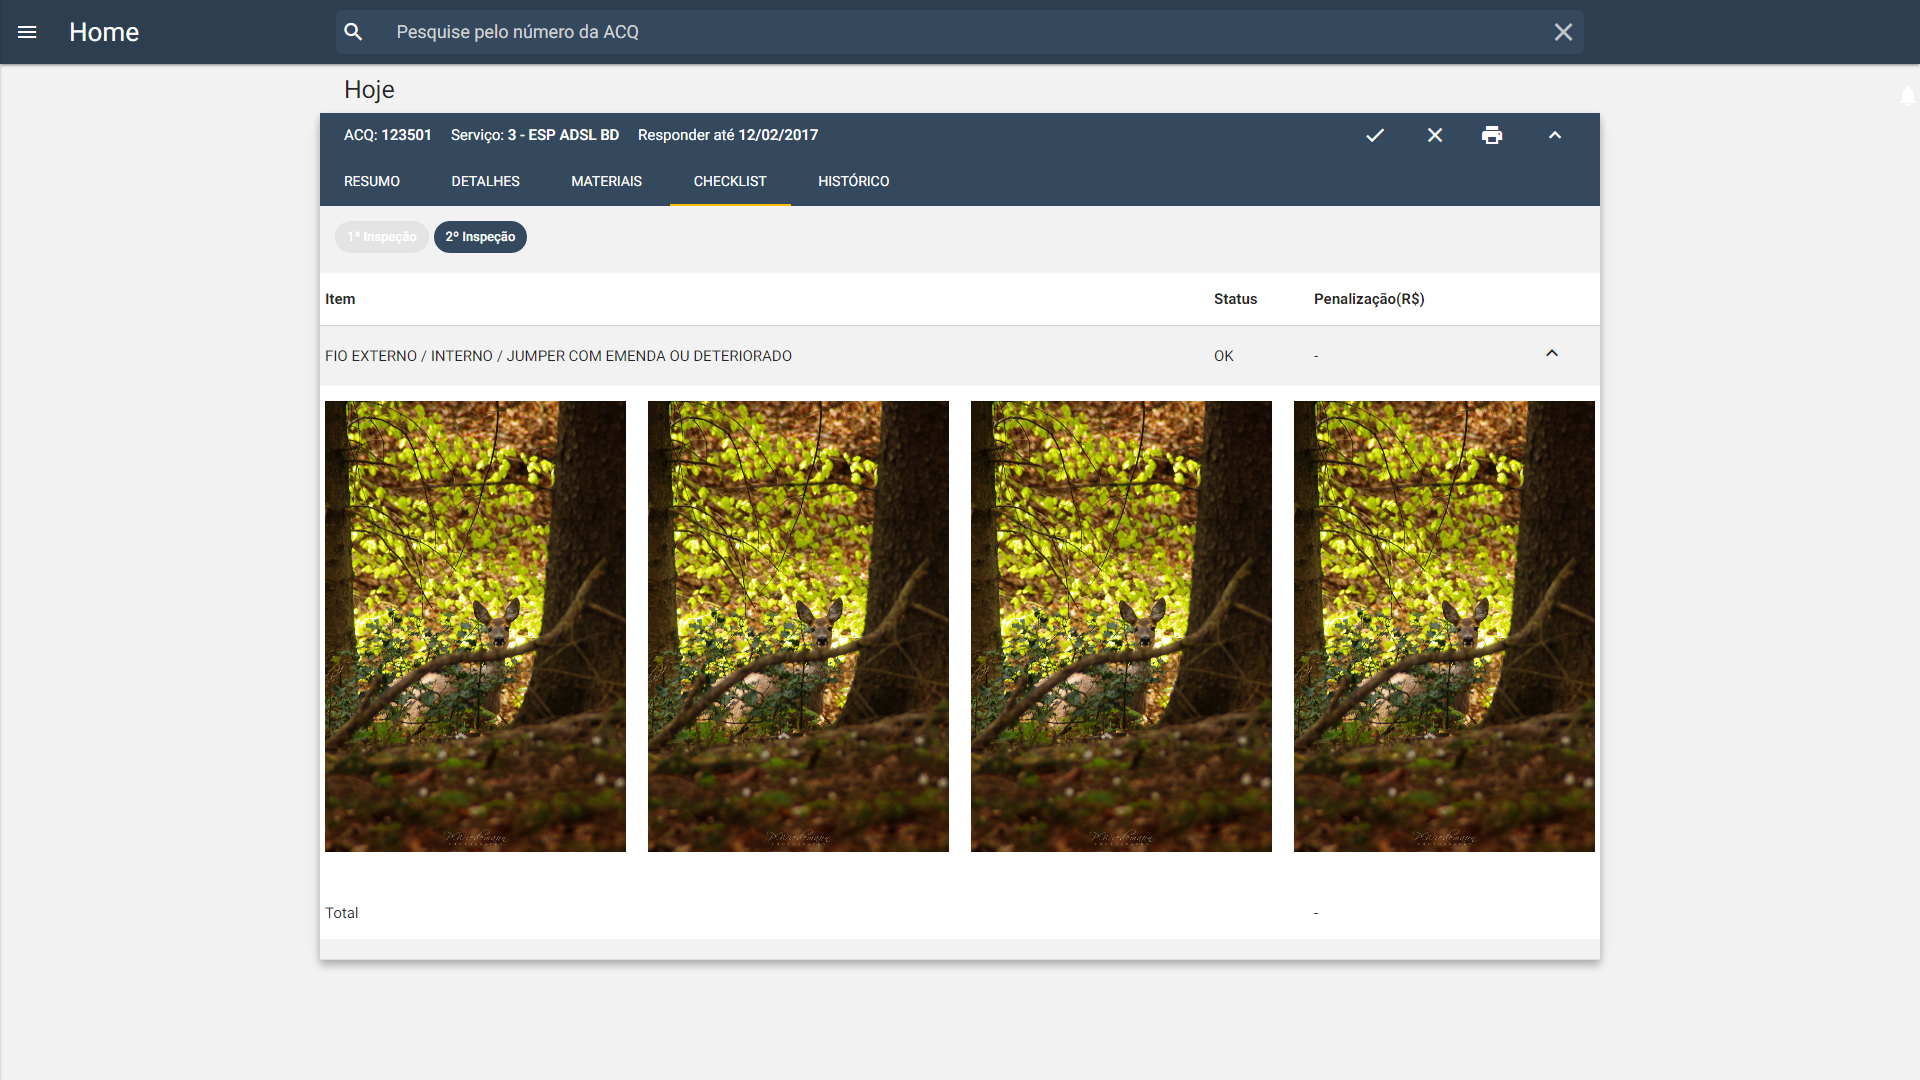 Home
Pesquise pelo número da ACQ
Hoje
ACQ: 123501 Serviço: 3 - ESP ADSL BD Responder até 12/02/2017
RESUMO DETALHES MATERIAIS CHECKLIST HISTÓRICO
1ª Inspeção 2º Inspeção
Item Status Penalização(R$)
FIO EXTERNO / INTERNO / JUMPER COM EMENDA OU DETERIORADO OK -
Total -